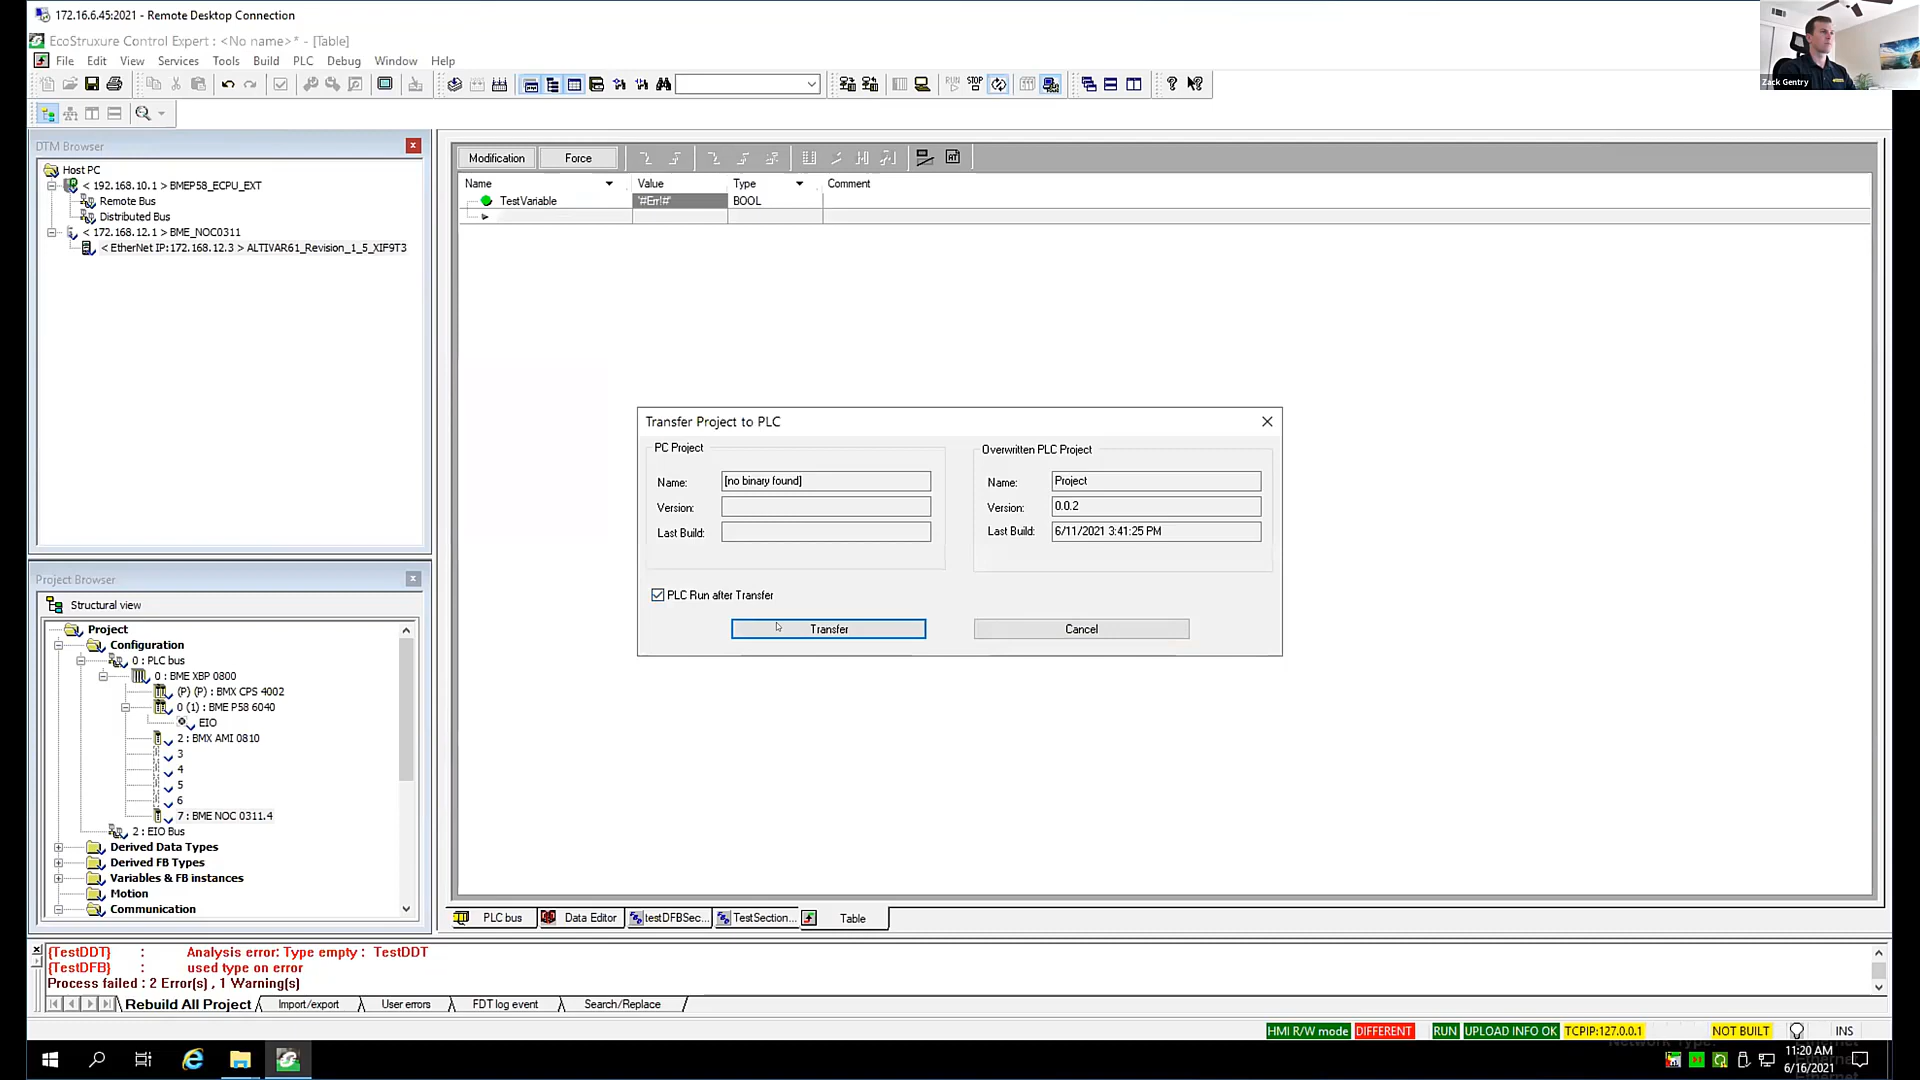 172.16.6.45:2021 - Remote Desktop Connection
EcoStruxure Control Expert : <No name>* - [Table]
File Edit View Services Tools Build PLC Debug Window Help
RUN STOP
Zack Gentry
DTM Browser
Host PC
< 192.168.10.1 > BMEP58_ECPU_EXT
Remote Bus
Distributed Bus
< 172.168.12.1 > BME_NOC0311
< EtherNet IP:172.168.12.3 > ALTIVAR61_Revision_1_5_XIF9T3
Modification Force
Name Value Type Comment
TestVariable '#Err!#' BOOL
Transfer Project to PLC
PC Project
Name: [no binary found]
Version:
Last Build:
Overwritten PLC Project
Name: Project
Version: 0.0.2
Last Build: 6/11/2021 3:41:25 PM
PLC Run after Transfer
Transfer Cancel
Project Browser
Structural view
Project
Configuration
0 : PLC bus
0 : BME XBP 0800
(P) (P) : BMX CPS 4002
0 (1) : BME P58 6040
EIO
2 : BMX AMI 0810
3
4
5
6
7 : BME NOC 0311.4
2 : EIO Bus
Derived Data Types
Derived FB Types
Variables & FB instances
Motion
Communication
PLC bus Data Editor testDFBSec... TestSection... Table
{TestDDT} : Analysis error: Type empty : TestDDT
{TestDFB} : used type on error
Process failed : 2 Error(s) , 1 Warning(s)
Rebuild All Project Import/export User errors FDT log event Search/Replace
HMI R/W mode DIFFERENT RUN UPLOAD INFO OK TCPIP:127.0.0.1 NOT BUILT INS
11:20 AM
6/16/2021